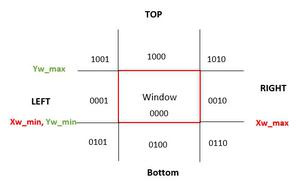 TOP
1001 1000 1010
Yw_max
LEFT 0001 Window 0010 RIGHT
0000
Xw_min, Yw_min Xw_max
0101 0100 0110
Bottom